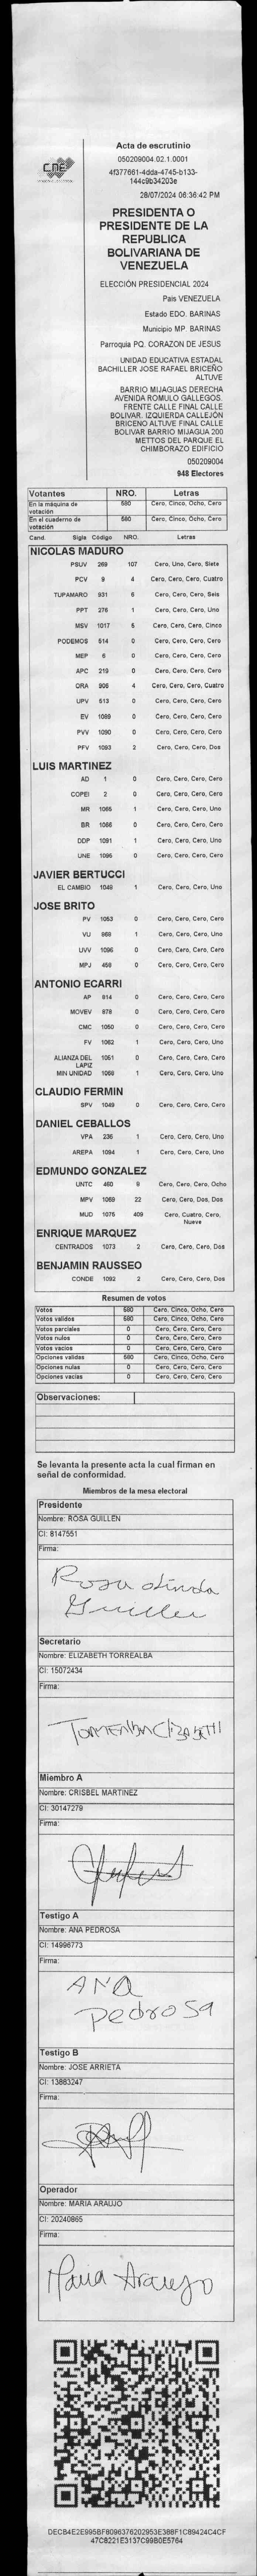 CNE
Acta de escrutinio
050209004.02.1.0001
4f377661-4dda-4745-b133-
144c9b34203e
28/07/2024 06:36:42 PM
PRESIDENTA O
PRESIDENTE DE LA
REPUBLICA
BOLIVARIANA DE
VENEZUELA
ELECCIÓN PRESIDENCIAL 2024
Pais VENEZUELA
Estado EDO. BARINAS
Municipio MP. BARINAS
Parroquia PQ. CORAZON DE JESUS
UNIDAD EDUCATIVA ESTADAL
BACHILLER JOSE RAFAEL BRICEÑO
ALTUVE
BARRIO MIJAGUAS DERECHA
AVENIDA ROMULO GALLEGOS.
FRENTE CALLE FINAL CALLE
BOLIVAR. IZQUIERDA CALLEJÓN
BRICENO ALTUVE FINAL CALLE
BOLIVAR BARRIO MIJAGUA 200
METTOS DEL PARQUE EL
CHIMBORAZO EDIFICIO
050209004
948 Electores
Votantes NRO. Letras
En la máquina de votación 580 Cero, Cinco, Ocho, Cero
En el cuaderno de votación 580 Cero, Cinco, Ocho, Cero
Cand. Sigla Código NRO. Letras
NICOLAS MADURO
PSUV 269 107 Cero, Uno, Cero, Siete
PCV 9 4 Cero, Cero, Cero, Cuatro
TUPAMARO 931 6 Cero, Cero, Cero, Seis
PPT 276 1 Cero, Cero, Cero, Uno
MSV 1017 5 Cero, Cero, Cero, Cinco
PODEMOS 514 0 Cero, Cero, Cero, Cero
MEP 6 0 Cero, Cero, Cero, Cero
APC 219 0 Cero, Cero, Cero, Cero
ORA 906 4 Cero, Cero, Cero, Cuatro
UPV 513 0 Cero, Cero, Cero, Cero
EV 1089 0 Cero, Cero, Cero, Cero
PVV 1090 0 Cero, Cero, Cero, Cero
PFV 1093 2 Cero, Cero, Cero, Dos
LUIS MARTINEZ
AD 1 0 Cero, Cero, Cero, Cero
COPEI 2 0 Cero, Cero, Cero, Cero
MR 1065 1 Cero, Cero, Cero, Uno
BR 1066 0 Cero, Cero, Cero, Cero
DDP 1091 1 Cero, Cero, Cero, Uno
UNE 1095 0 Cero, Cero, Cero, Cero
JAVIER BERTUCCI
EL CAMBIO 1048 1 Cero, Cero, Cero, Uno
JOSE BRITO
PV 1053 0 Cero, Cero, Cero, Cero
VU 868 1 Cero, Cero, Cero, Uno
UVV 1096 0 Cero, Cero, Cero, Cero
MPJ 458 0 Cero, Cero, Cero, Cero
ANTONIO ECARRI
AP 914 0 Cero, Cero, Cero, Cero
MOVEV 878 0 Cero, Cero, Cero, Cero
CMC 1050 0 Cero, Cero, Cero, Cero
FV 1062 1 Cero, Cero, Cero, Uno
ALIANZA DEL LAPIZ 1051 0 Cero, Cero, Cero, Cero
MIN UNIDAD 1068 1 Cero, Cero, Cero, Uno
CLAUDIO FERMIN
SPV 1049 0 Cero, Cero, Cero, Cero
DANIEL CEBALLOS
VPA 236 1 Cero, Cero, Cero, Uno
AREPA 1094 1 Cero, Cero, Cero, Uno
EDMUNDO GONZALEZ
UNTC 460 8 Cero, Cero, Cero, Ocho
MPV 1069 22 Cero, Cero, Dos, Dos
MUD 1075 409 Cero, Cuatro, Cero, Nueve
ENRIQUE MARQUEZ
CENTRADOS 1073 2 Cero, Cero, Cero, Dos
BENJAMIN RAUSSEO
CONDE 1092 2 Cero, Cero, Cero, Dos
Resumen de votos
Votos 580 Cero, Cinco, Ocho, Cero
Votos validos 580 Cero, Cinco, Ocho, Cero
Votos parciales 0 Cero, Cero, Cero, Cero
Votos nulos 0 Cero, Cero, Cero, Cero
Votos vacios 0 Cero, Cero, Cero, Cero
Opciones validas 580 Cero, Cinco, Ocho, Cero
Opciones nulas 0 Cero, Cero, Cero, Cero
Opciones vacias 0 Cero, Cero, Cero, Cero
Observaciones:
Se levanta la presente acta la cual firman en
señal de conformidad.
Miembros de la mesa electoral
Presidente
Nombre: ROSA GUILLEN
CI: 8147551
Firma:
Rosa
Guillen
Secretario
Nombre: ELIZABETH TORREALBA
CI: 15072434
Firma:
Miembro A
Nombre: CRISBEL MARTINEZ
CI: 30147279
Firma:
Testigo A
Nombre: ANA PEDROSA
CI: 14996773
Firma:
ANA
Pedrosa
Testigo B
Nombre: JOSE ARRIETA
CI: 13883247
Firma:
Operador
Nombre: MARIA ARAUJO
CI: 20240865
Firma:
Maria Araujo
DECB4E2E995BF8096376202953E388F1C89424C4CF
47C8221E3137C99B0E5764